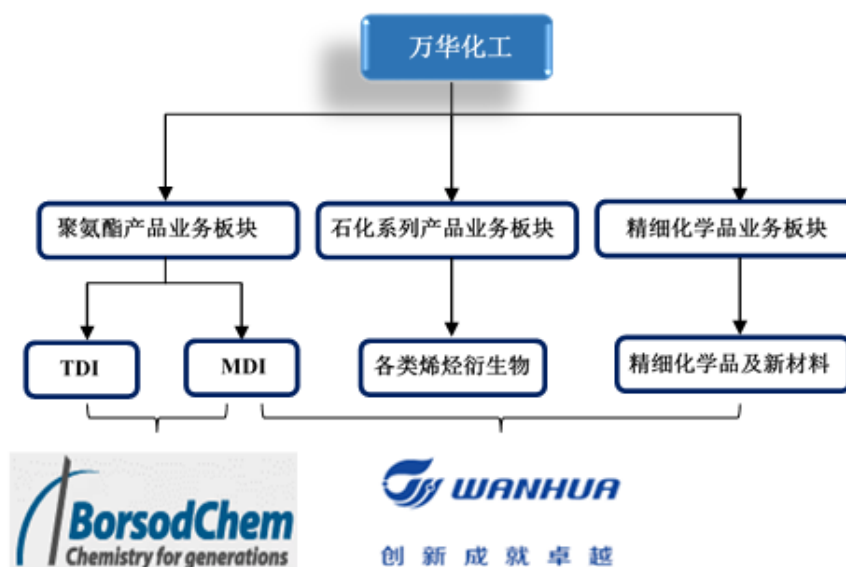 万华化工
聚氨酯产品业务板块
石化系列产品业务板块
精细化学品业务板块
TDI
MDI
各类烯烃衍生物
精细化学品及新材料
BorsodChem
Chemistry for generations
WANHUA
创新成就卓越